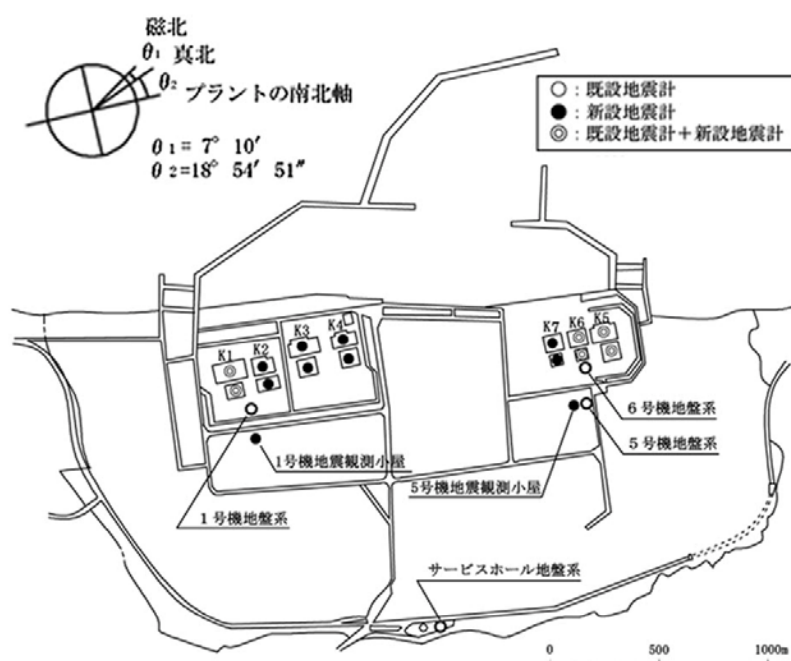 磁北
θ1 真北
θ2 プラントの南北軸
θ1= 7° 10′
θ2=18° 54′ 51″
○ : 既設地震計
● : 新設地震計
◎ : 既設地震計+新設地震計
K1
K2
K3
K4
K7
K6
K5
6号機地盤系
5号機地盤系
1号機地震観測小屋
5号機地震観測小屋
1号機地盤系
サービスホール地盤系
0 500 1000m